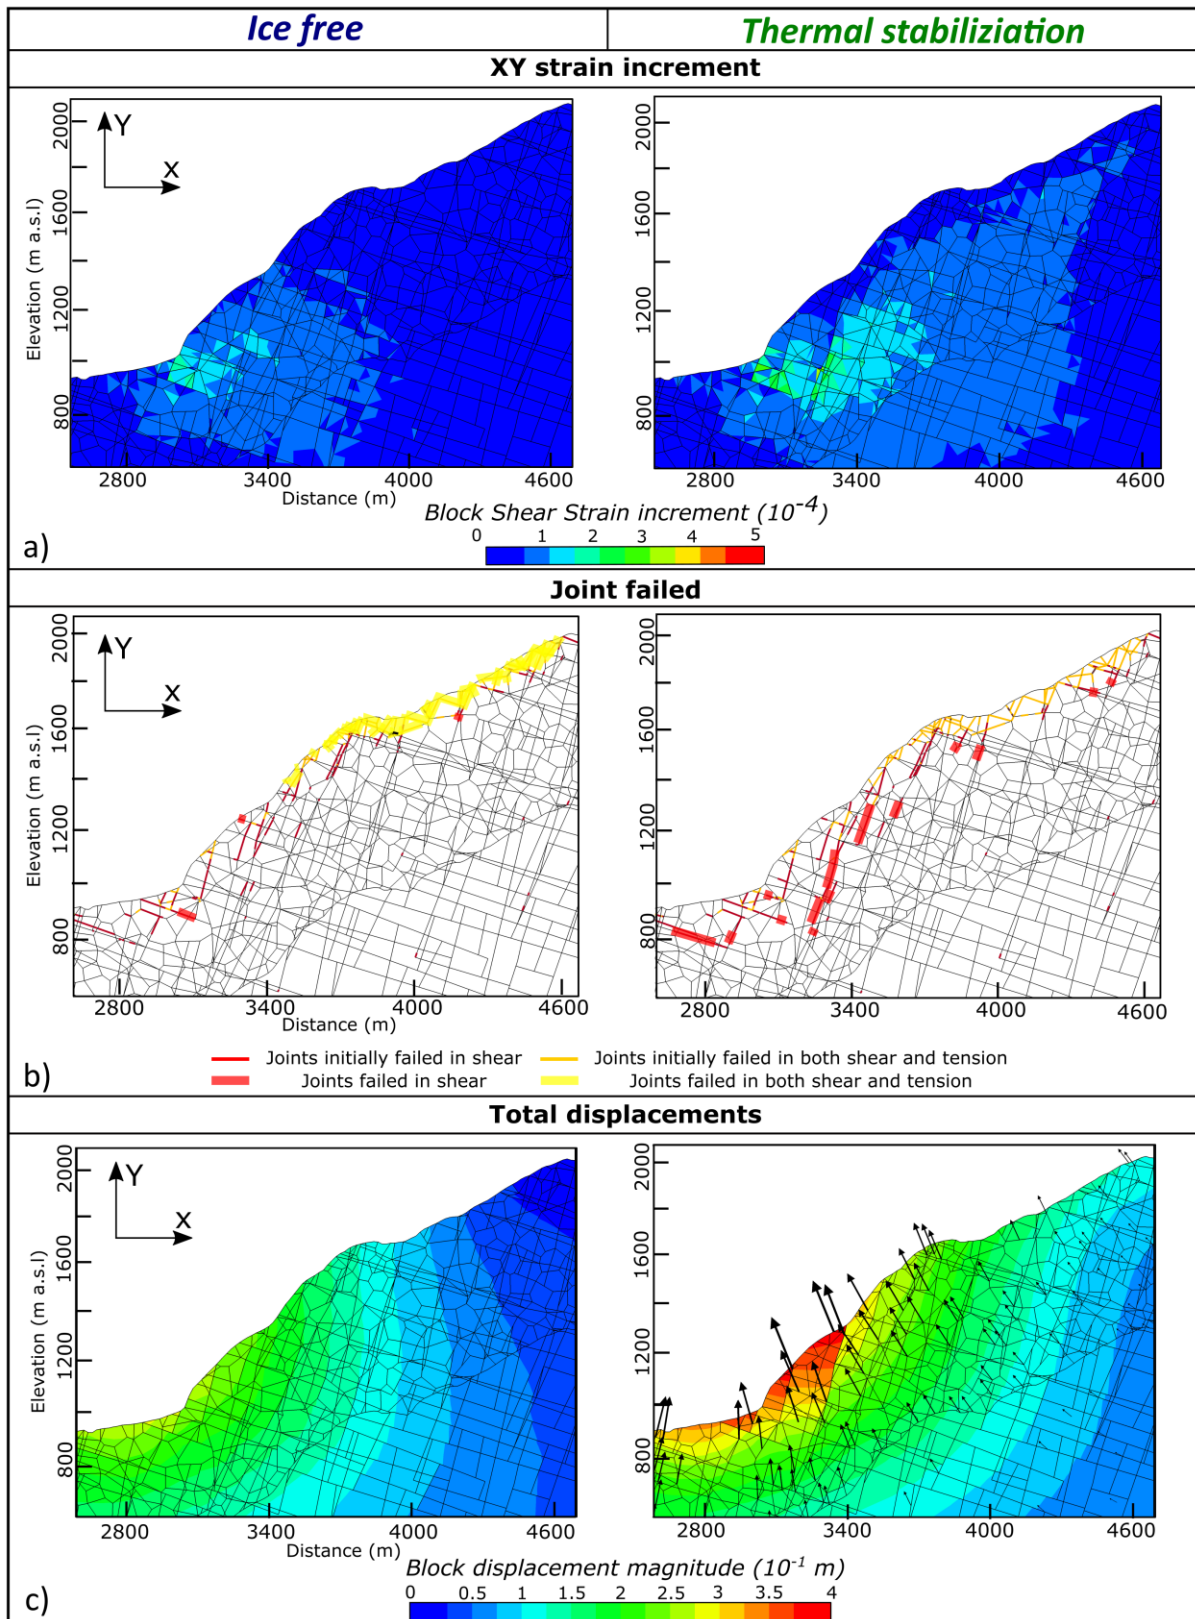 Ice free
Thermal stabiliziation
XY strain increment
2000
1600
1200
800
Elevation (m a.s.l)
Y
X
2800
3400
4000
4600
Distance (m)
2000
1600
1200
800
2800
3400
4000
4600
Block Shear Strain increment (10^-4)
0 1 2 3 4 5
a)
Joint failed
2000
1600
1200
800
Elevation (m a.s.l)
Y
X
2800
3400
4000
4600
Distance (m)
2000
1600
1200
800
2800
3400
4000
4600
Joints initially failed in shear
Joints initially failed in both shear and tension
Joints failed in shear
Joints failed in both shear and tension
b)
Total displacements
2000
1600
1200
800
Elevation (m a.s.l)
Y
X
2800
3400
4000
4600
Distance (m)
2000
1600
1200
800
2800
3400
4000
4600
Block displacement magnitude (10^-1 m)
0 0.5 1 1.5 2 2.5 3 3.5 4
c)